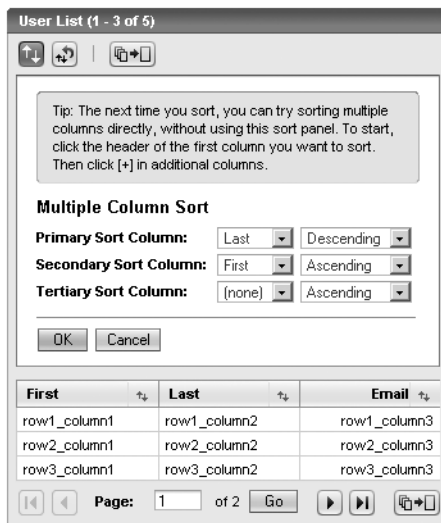 User List (1 - 3 of 5)
Tip: The next time you sort, you can try sorting multiple
columns directly, without using this sort panel. To start,
click the header of the first column you want to sort.
Then click [+] in additional columns.
Multiple Column Sort
Primary Sort Column: Last Descending
Secondary Sort Column: First Ascending
Tertiary Sort Column: (none) Ascending
OK Cancel
First Last Email
row1_column1 row1_column2 row1_column3
row2_column1 row2_column2 row2_column3
row3_column1 row3_column2 row3_column3
Page: 1 of 2 Go